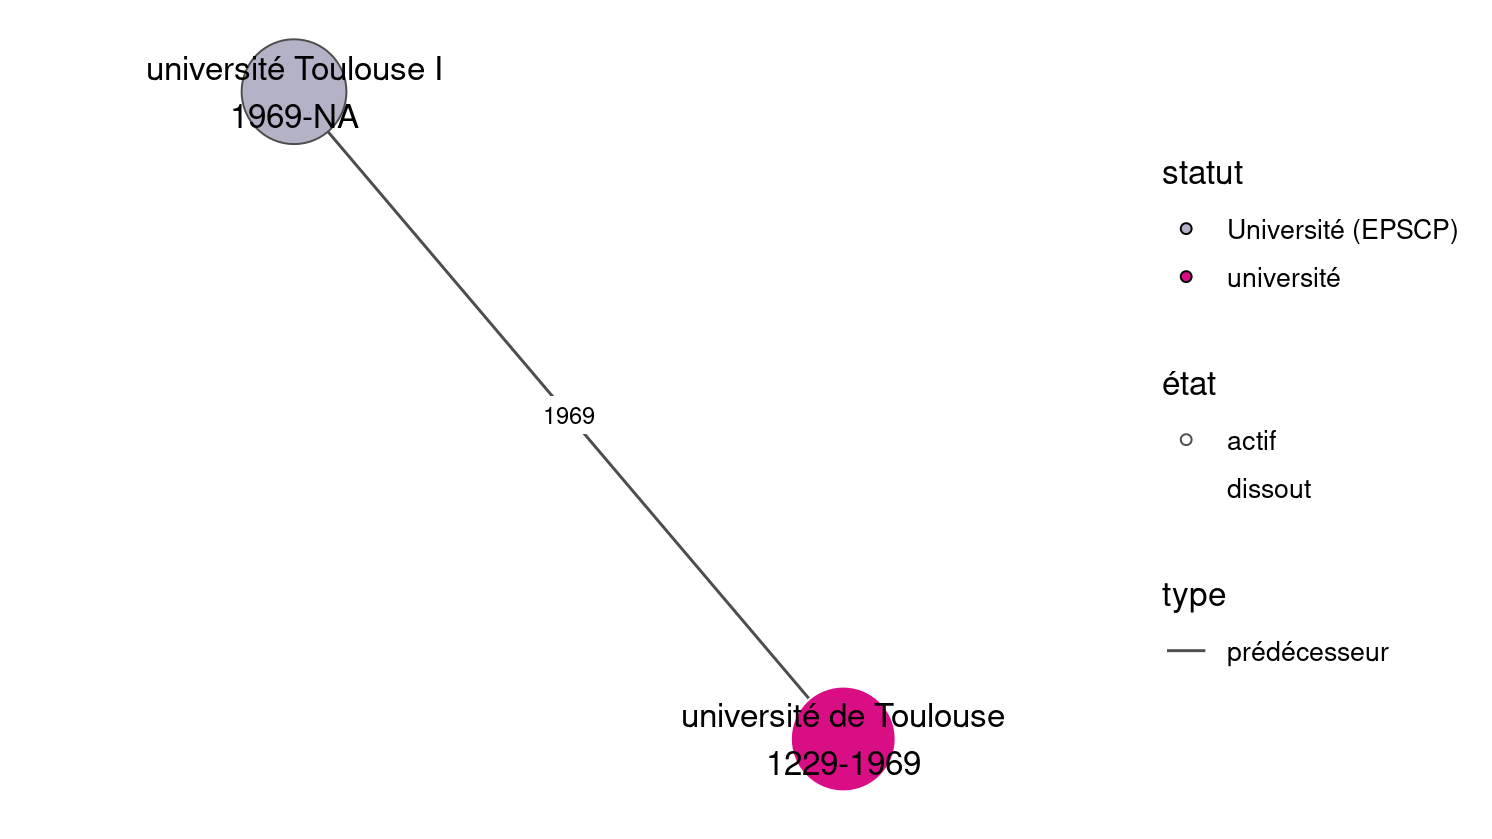 université Toulouse I
1969-NA
1969
université de Toulouse
1229-1969
statut
Université (EPSCP)
université
état
actif
dissout
type
prédécesseur